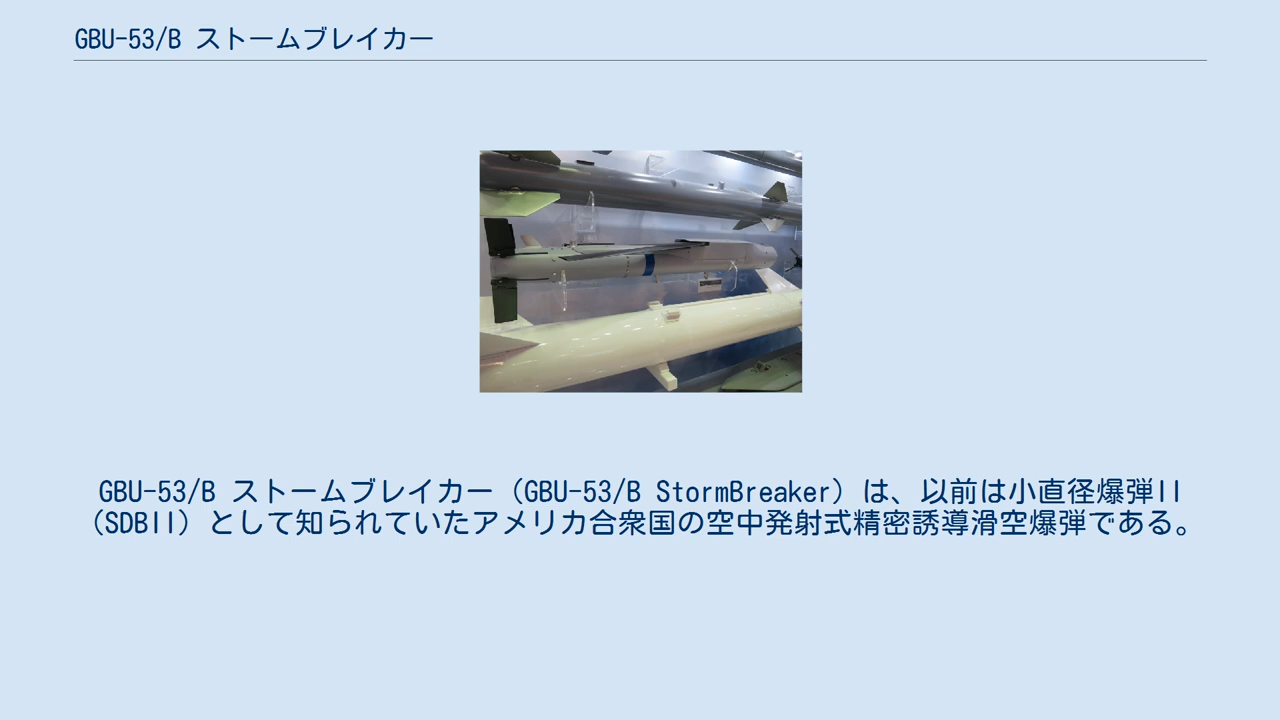 GBU-53/B ストームブレイカー
GBU-53/B ストームブレイカー（GBU-53/B StormBreaker）は、以前は小直径爆弾II
（SDBII）として知られていたアメリカ合衆国の空中発射式精密誘導滑空爆弾である。